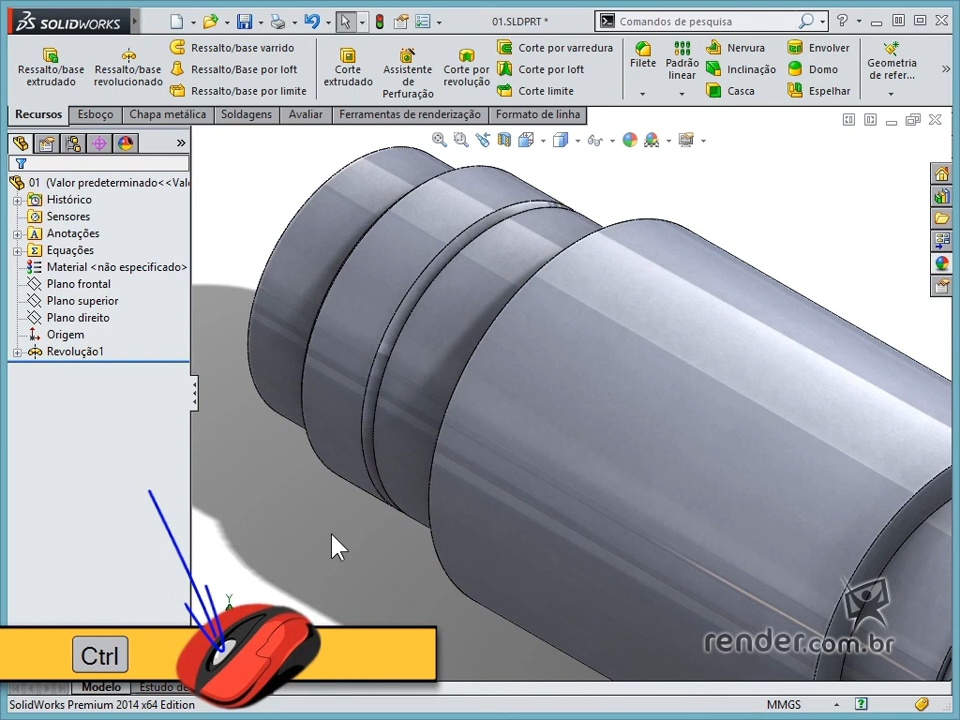 SOLIDWORKS
01.SLDPRT *
Comandos de pesquisa
Ressalto/base extrudado
Ressalto/base revolucionado
Ressalto/base varrido
Ressalto/base por loft
Ressalto/base por limite
Corte extrudado
Assistente de Perfuração
Corte por revolução
Corte por varredura
Corte por loft
Corte limite
Filete
Padrão linear
Nervura
Inclinação
Casca
Envolver
Domo
Espelhar
Geometria de refer...
Recursos
Esboço
Chapa metálica
Soldagens
Avaliar
Ferramentas de renderização
Formato de linha
01 (Valor predeterminado<<Val
Histórico
Sensores
Anotações
Equações
Material <não especificado>
Plano frontal
Plano superior
Plano direito
Origem
Revolução1
Y
Ctrl
render.com.br
Modelo
Estudo de
SolidWorks Premium 2014 x64 Edition
MMGS